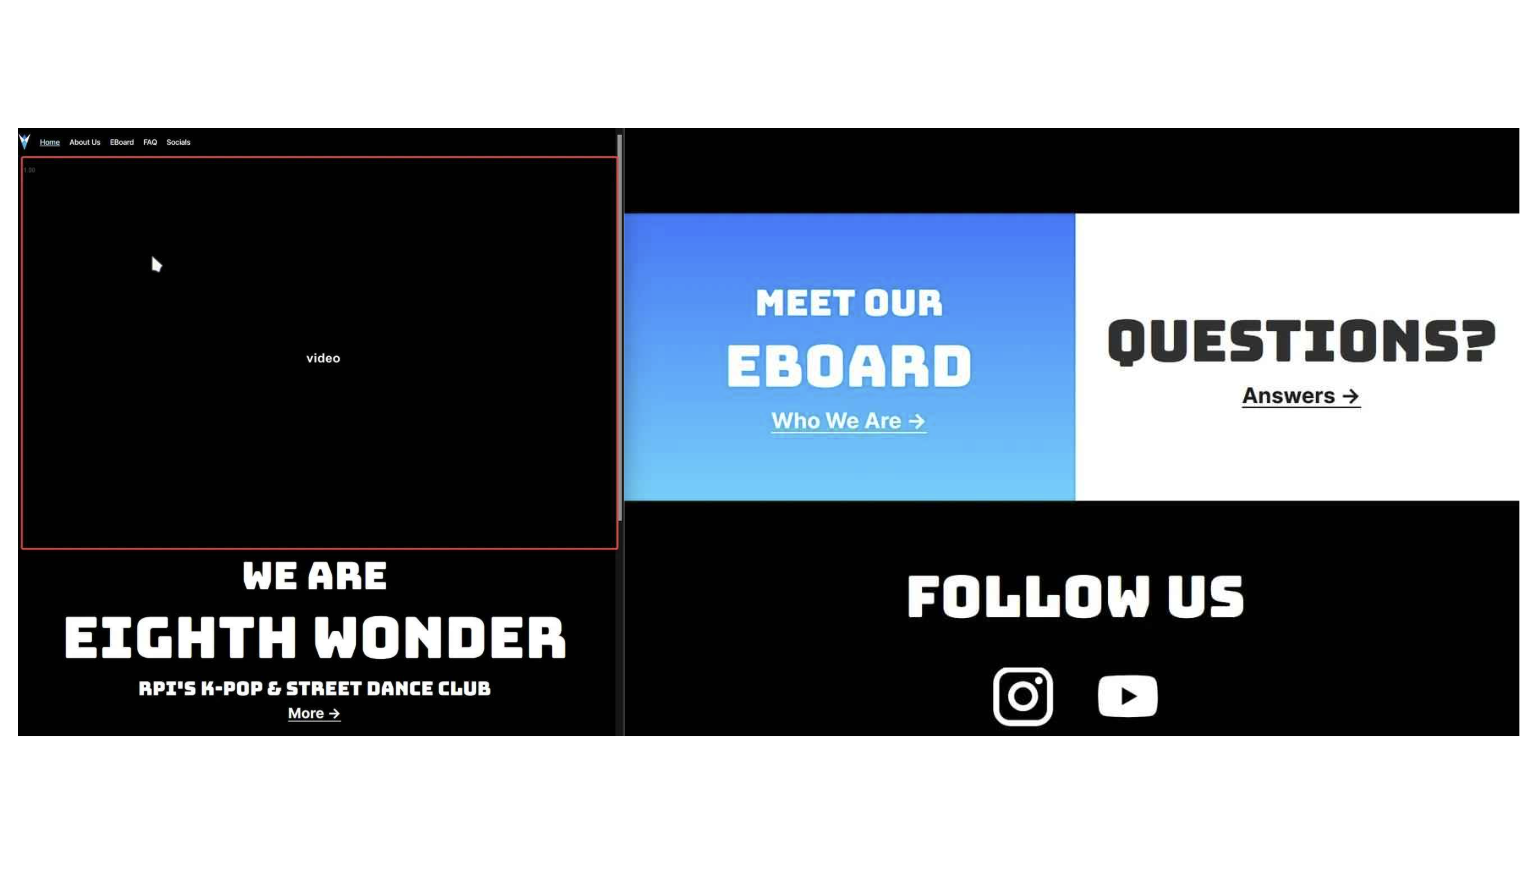 Home About Us EBoard FAQ Socials
video
WE ARE
EIGHTH WONDER
RPI'S K-POP & STREET DANCE CLUB
More →
MEET OUR
EBOARD
Who We Are →
QUESTIONS?
Answers →
FOLLOW US